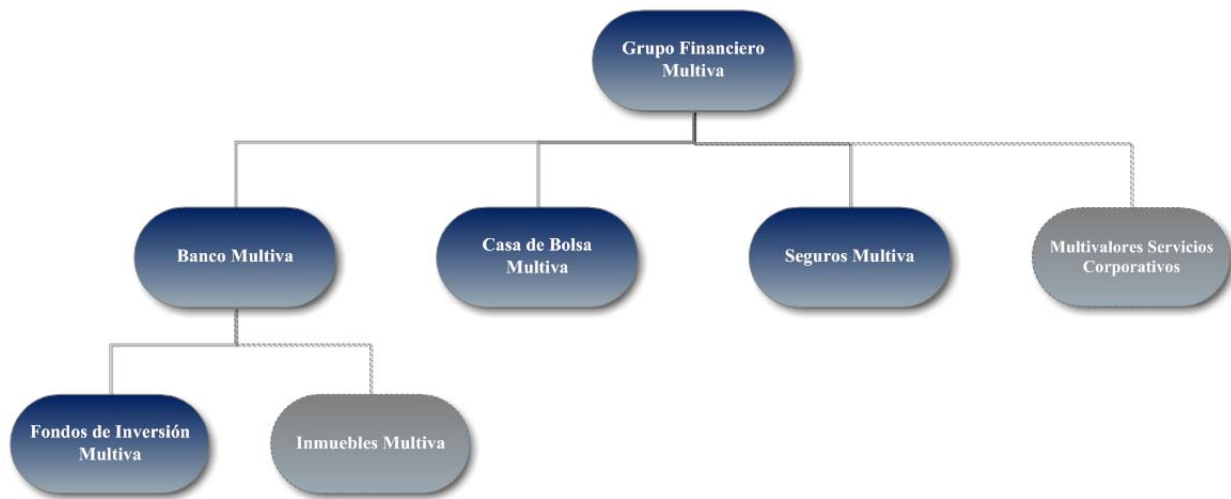 Grupo Financiero
Multiva
Banco Multiva
Casa de Bolsa
Multiva
Seguros Multiva
Multivalores Servicios
Corporativos
Fondos de Inversión
Multiva
Inmuebles Multiva